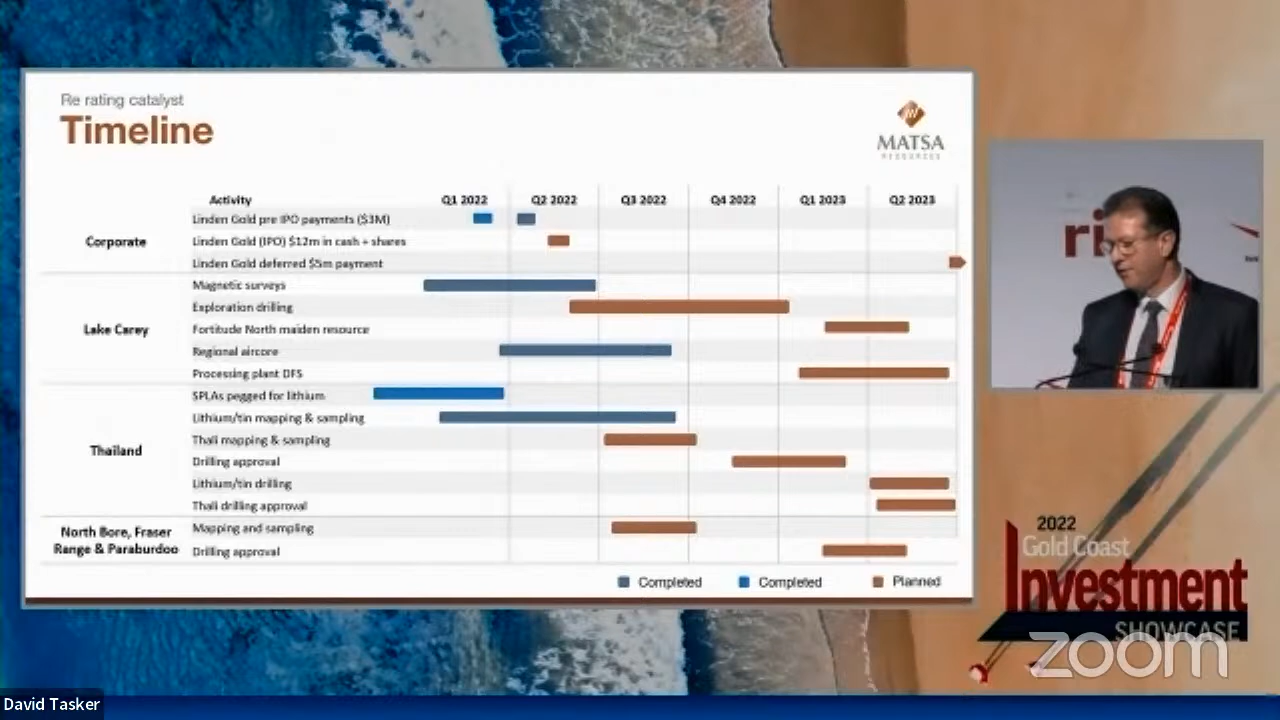 Re rating catalyst
Timeline
MATSA
RESOURCES
Activity Q1 2022 Q2 2022 Q3 2022 Q4 2022 Q1 2023 Q2 2023
Corporate
Linden Gold pre IPO payments ($3M)
Linden Gold (IPO) $12m in cash + shares
Linden Gold deferred $5m payment
Lake Carey
Magnetic surveys
Exploration drilling
Fortitude North maiden resource
Regional aircore
Processing plant DFS
Thailand
SPLAs pegged for lithium
Lithium/tin mapping & sampling
Thali mapping & sampling
Drilling approval
Lithium/tin drilling
Thali drilling approval
North Bore, Fraser
Range & Paraburdoo
Mapping and sampling
Drilling approval
Completed Completed Planned
2022
Gold Coast
Investment
SHOWCASE
zoom
David Tasker